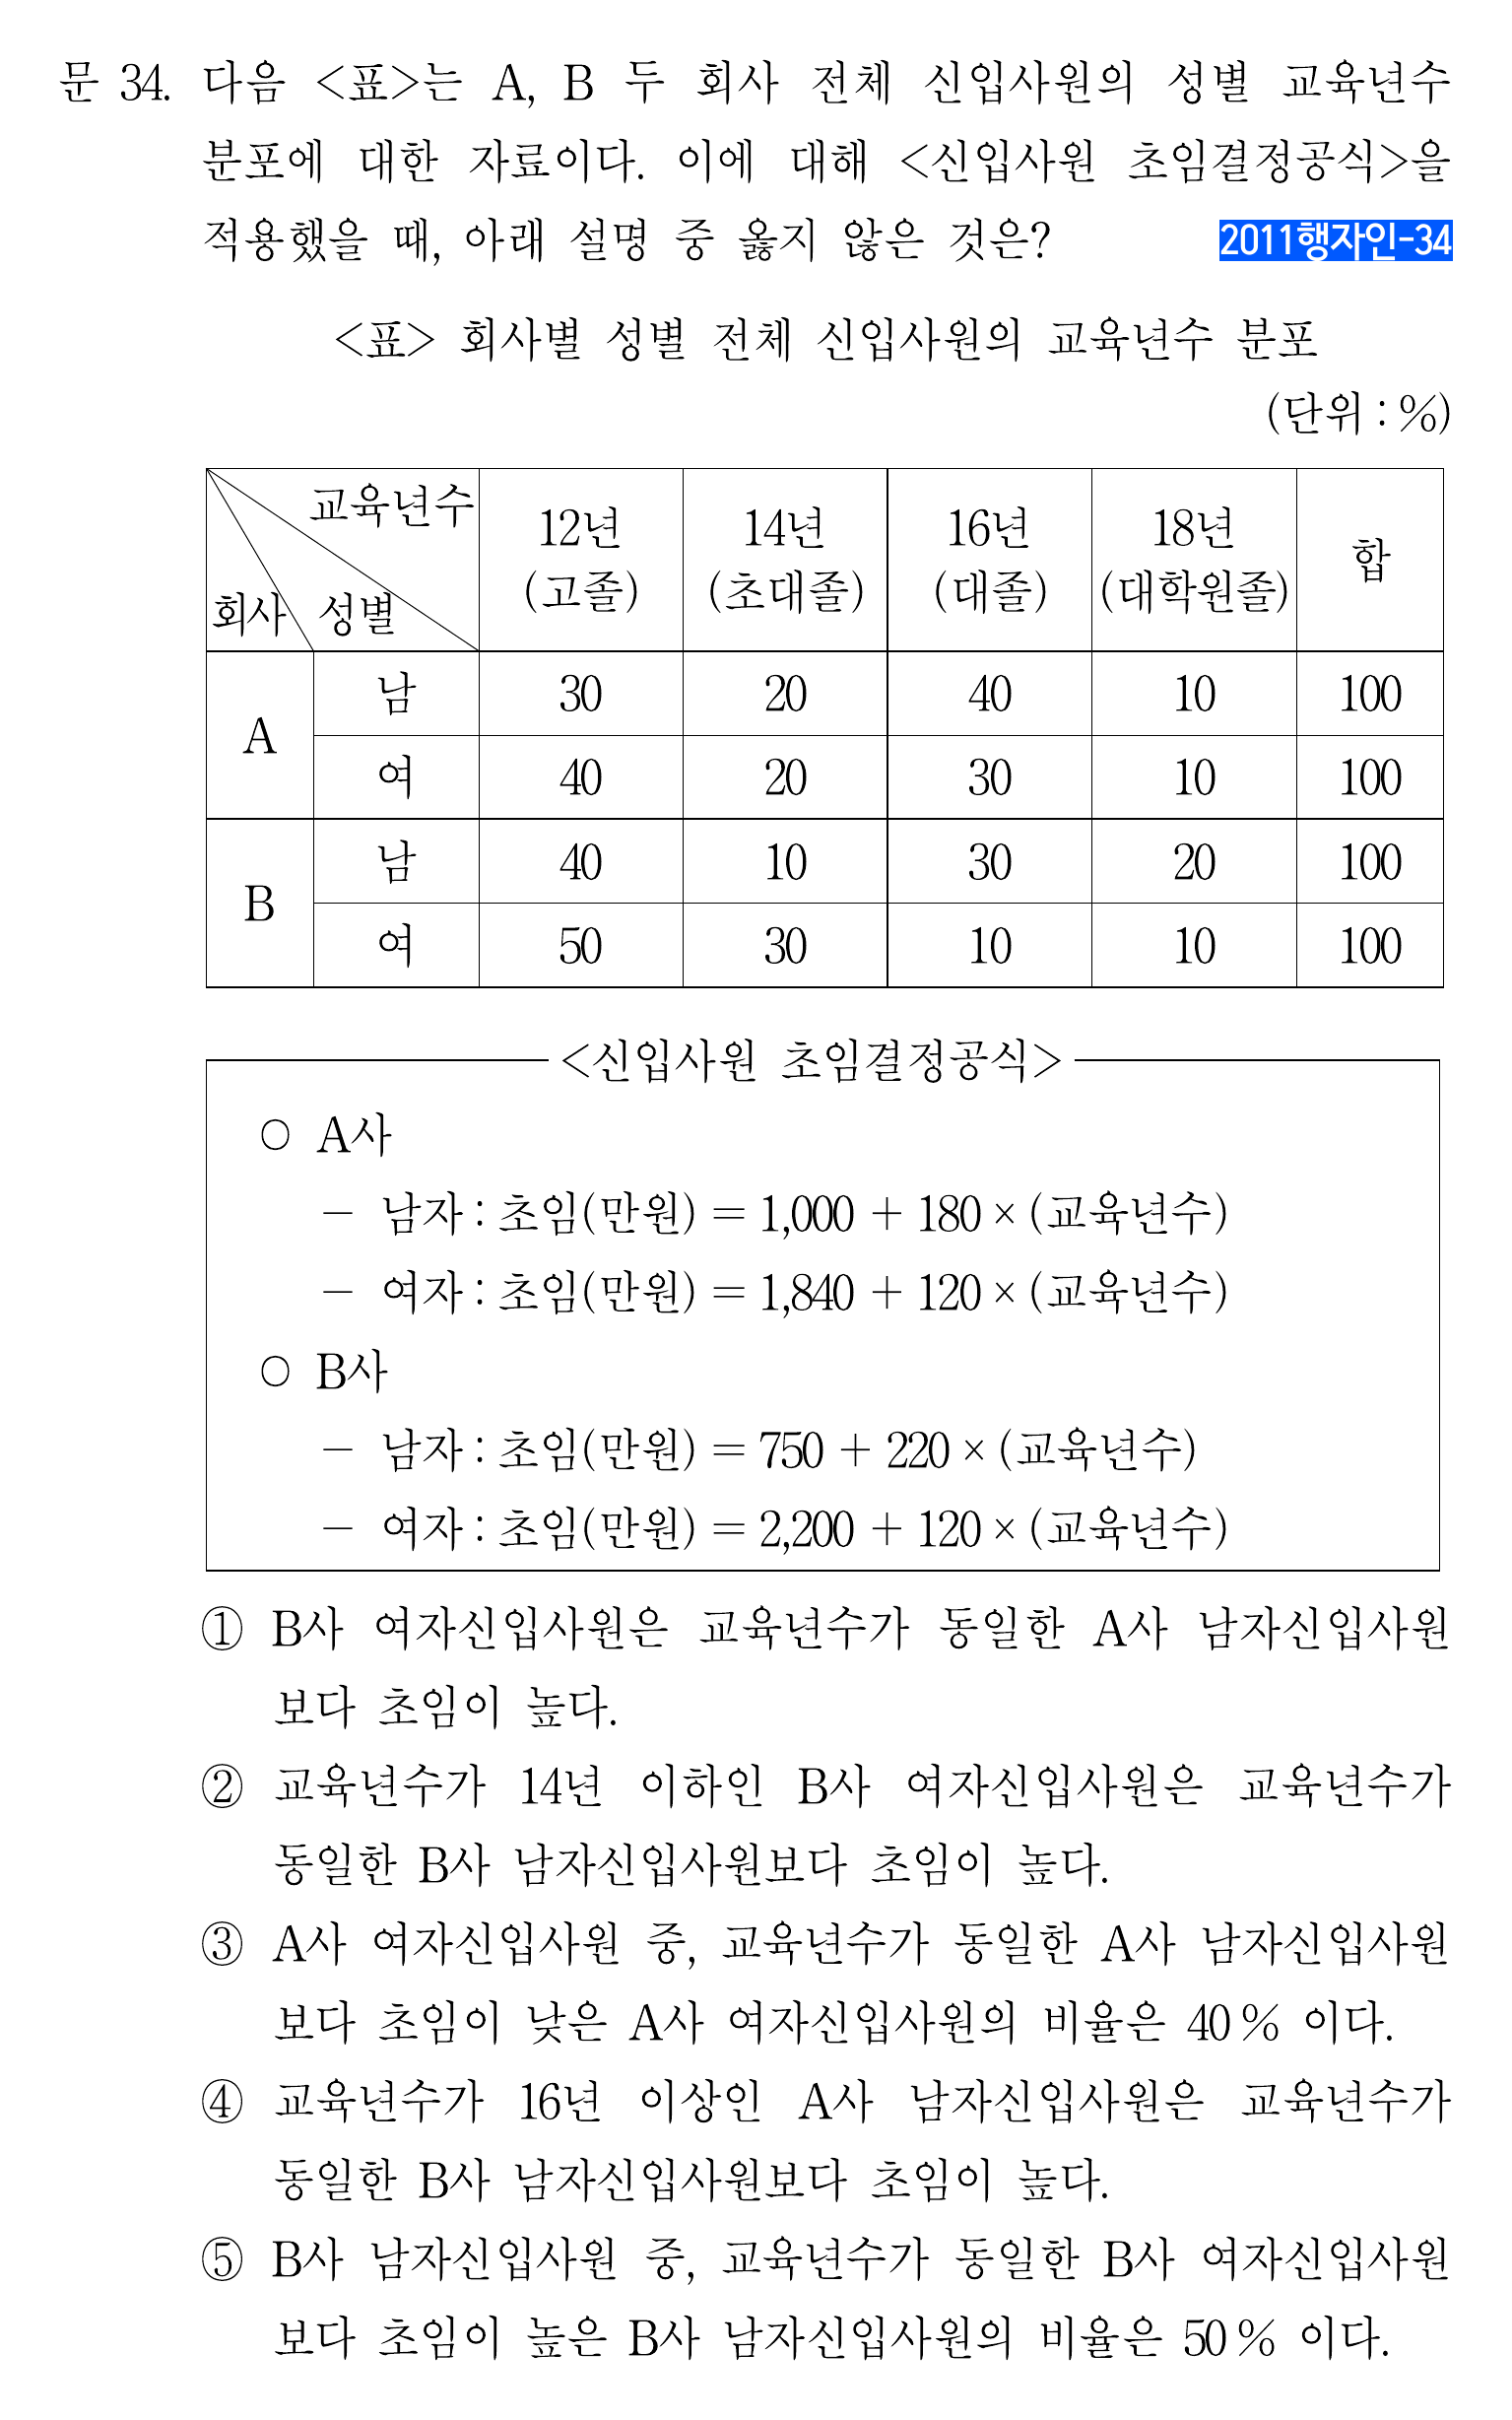 문 34. 다음 <표>는 A, B 두 회사 전체 신입사원의 성별 교육년수
분포에 대한 자료이다. 이에 대해 <신입사원 초임결정공식>을
적용했을 때, 아래 설명 중 옳지 않은 것은? 2011행자인-34
<표> 회사별 성별 전체 신입사원의 교육년수 분포
(단위 : %)
교육년수 회사 성별 12년 (고졸) 14년 (초대졸) 16년 (대졸) 18년 (대학원졸) 합
A 남 30 20 40 10 100
여 40 20 30 10 100
B 남 40 10 30 20 100
여 50 30 10 10 100
<신입사원 초임결정공식>
○ A사
- 남자 : 초임(만원) = 1,000 + 180 × (교육년수)
- 여자 : 초임(만원) = 1,840 + 120 × (교육년수)
○ B사
- 남자 : 초임(만원) = 750 + 220 × (교육년수)
- 여자 : 초임(만원) = 2,200 + 120 × (교육년수)
① B사 여자신입사원은 교육년수가 동일한 A사 남자신입사원
보다 초임이 높다.
② 교육년수가 14년 이하인 B사 여자신입사원은 교육년수가
동일한 B사 남자신입사원보다 초임이 높다.
③ A사 여자신입사원 중, 교육년수가 동일한 A사 남자신입사원
보다 초임이 낮은 A사 여자신입사원의 비율은 40 % 이다.
④ 교육년수가 16년 이상인 A사 남자신입사원은 교육년수가
동일한 B사 남자신입사원보다 초임이 높다.
⑤ B사 남자신입사원 중, 교육년수가 동일한 B사 여자신입사원
보다 초임이 높은 B사 남자신입사원의 비율은 50 % 이다.